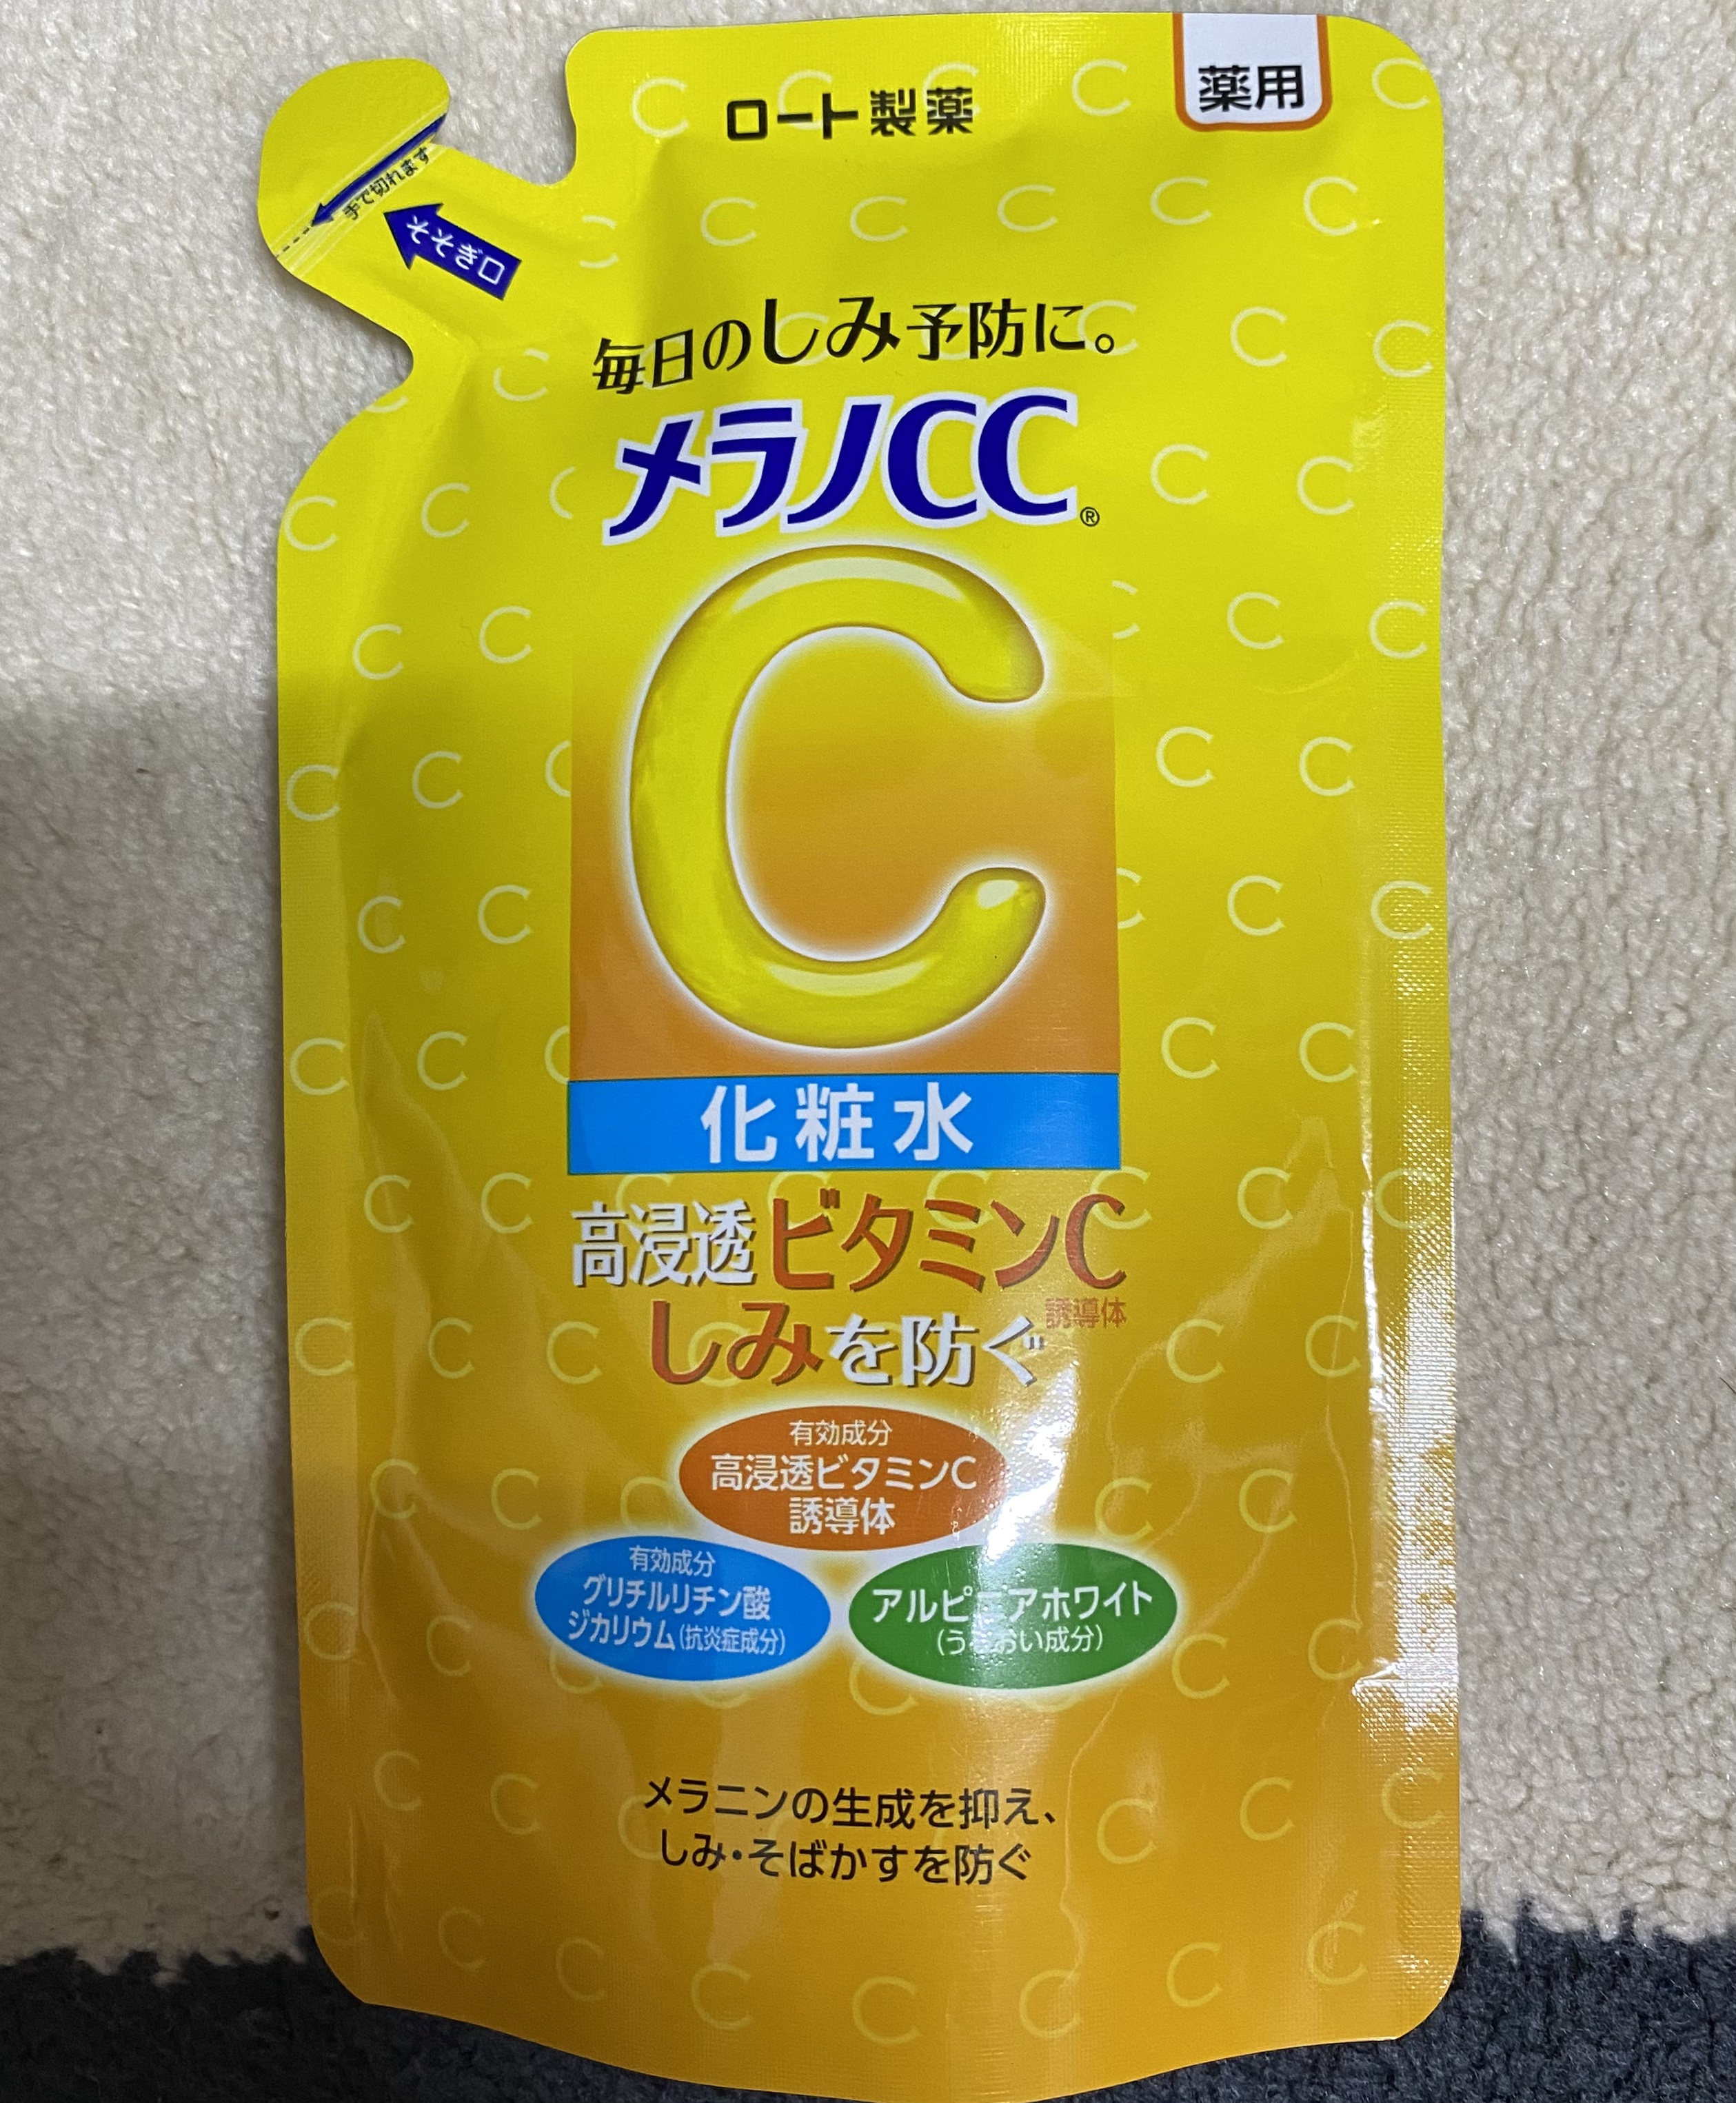 ロート製薬
薬用
手で切れます
そそぎ口
毎日のしみ予防に。
メラノCC®
C
化粧水
高浸透ビタミンC
誘導体
しみを防ぐ
有効成分
高浸透ビタミンC
誘導体
有効成分
グリチルリチン酸
ジカリウム(抗炎症成分)
アルピニアホワイト
(うるおい成分)
メラニンの生成を抑え、
しみ・そばかすを防ぐ